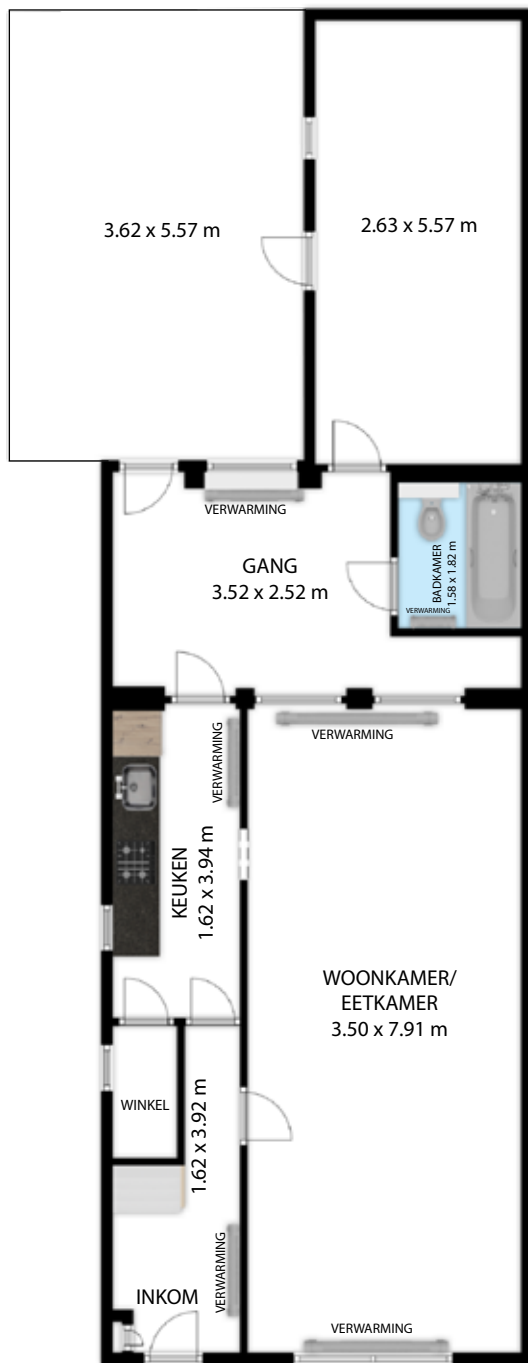 3.62 x 5.57 m
2.63 x 5.57 m
VERWARMING
GANG
3.52 x 2.52 m
BADKAMER
1.58 x 1.82 m
VERWARMING
VERWARMING
VERWARMING
KEUKEN
1.62 x 3.94 m
WOONKAMER/
EETKAMER
3.50 x 7.91 m
WINKEL
1.62 x 3.92 m
VERWARMING
INKOM
VERWARMING